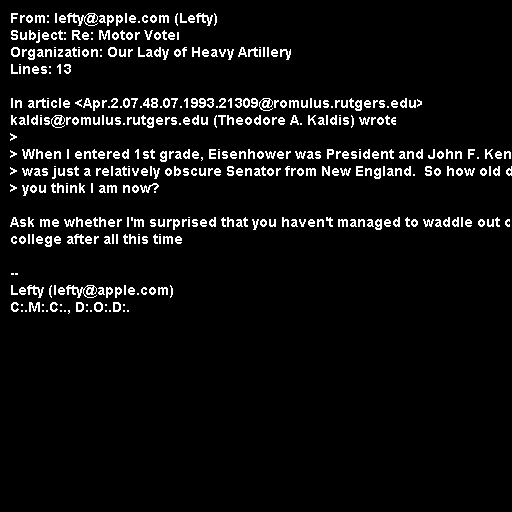 From: lefty@apple.com (Lefty)
Subject: Re: Motor Voter
Organization: Our Lady of Heavy Artillery
Lines: 13

In article <Apr.2.07.48.07.1993.21309@romulus.rutgers.edu>
kaldis@romulus.rutgers.edu (Theodore A. Kaldis) wrote
>
> When I entered 1st grade, Eisenhower was President and John F. Ken
> was just a relatively obscure Senator from New England.  So how old d
> you think I am now?

Ask me whether I'm surprised that you haven't managed to waddle out
college after all this time

--
Lefty (lefty@apple.com)
C:.M:.C:., D:.O:.D:.